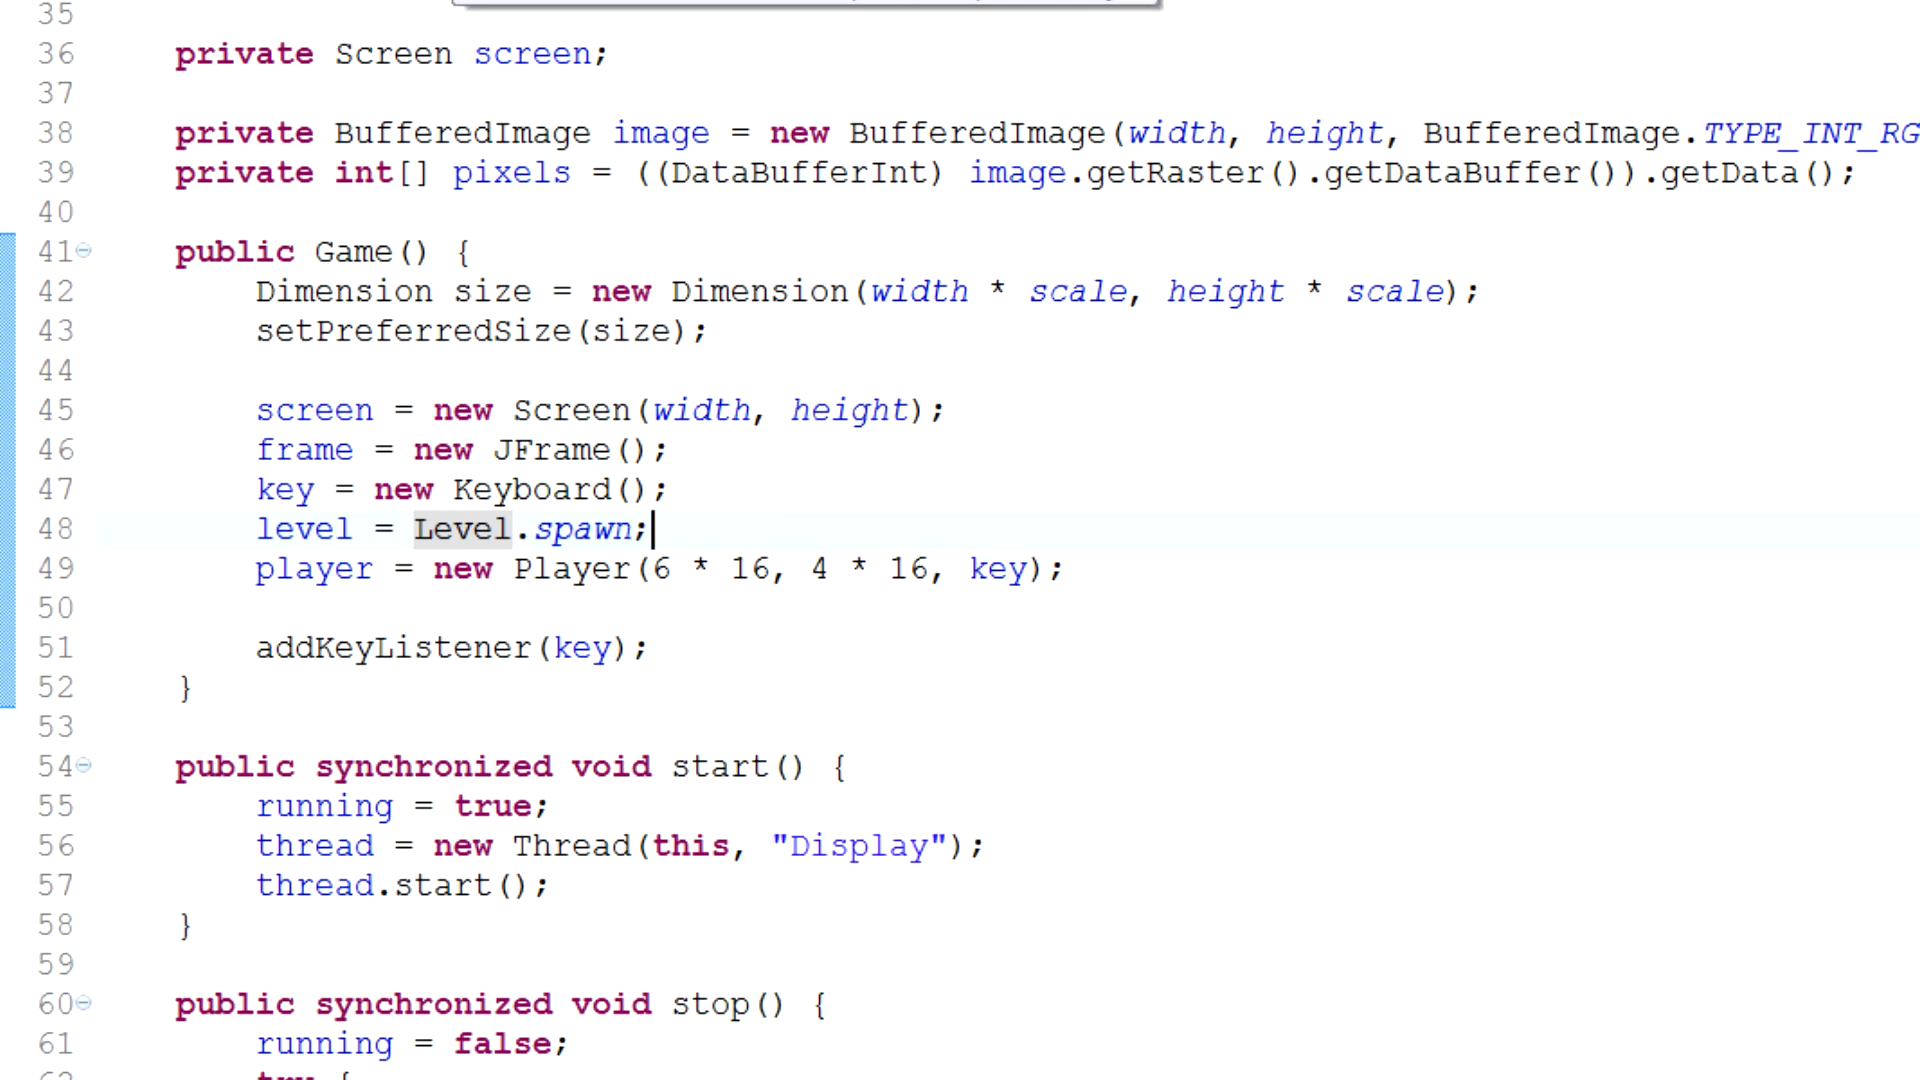 35
36 private Screen screen;
37
38 private BufferedImage image = new BufferedImage(width, height, BufferedImage.TYPE_INT_RG
39 private int[] pixels = ((DataBufferInt) image.getRaster().getDataBuffer()).getData();
40
41 public Game() {
42 Dimension size = new Dimension(width * scale, height * scale);
43 setPreferredSize(size);
44
45 screen = new Screen(width, height);
46 frame = new JFrame();
47 key = new Keyboard();
48 level = Level.spawn;
49 player = new Player(6 * 16, 4 * 16, key);
50
51 addKeyListener(key);
52 }
53
54 public synchronized void start() {
55 running = true;
56 thread = new Thread(this, "Display");
57 thread.start();
58 }
59
60 public synchronized void stop() {
61 running = false;
62 try {